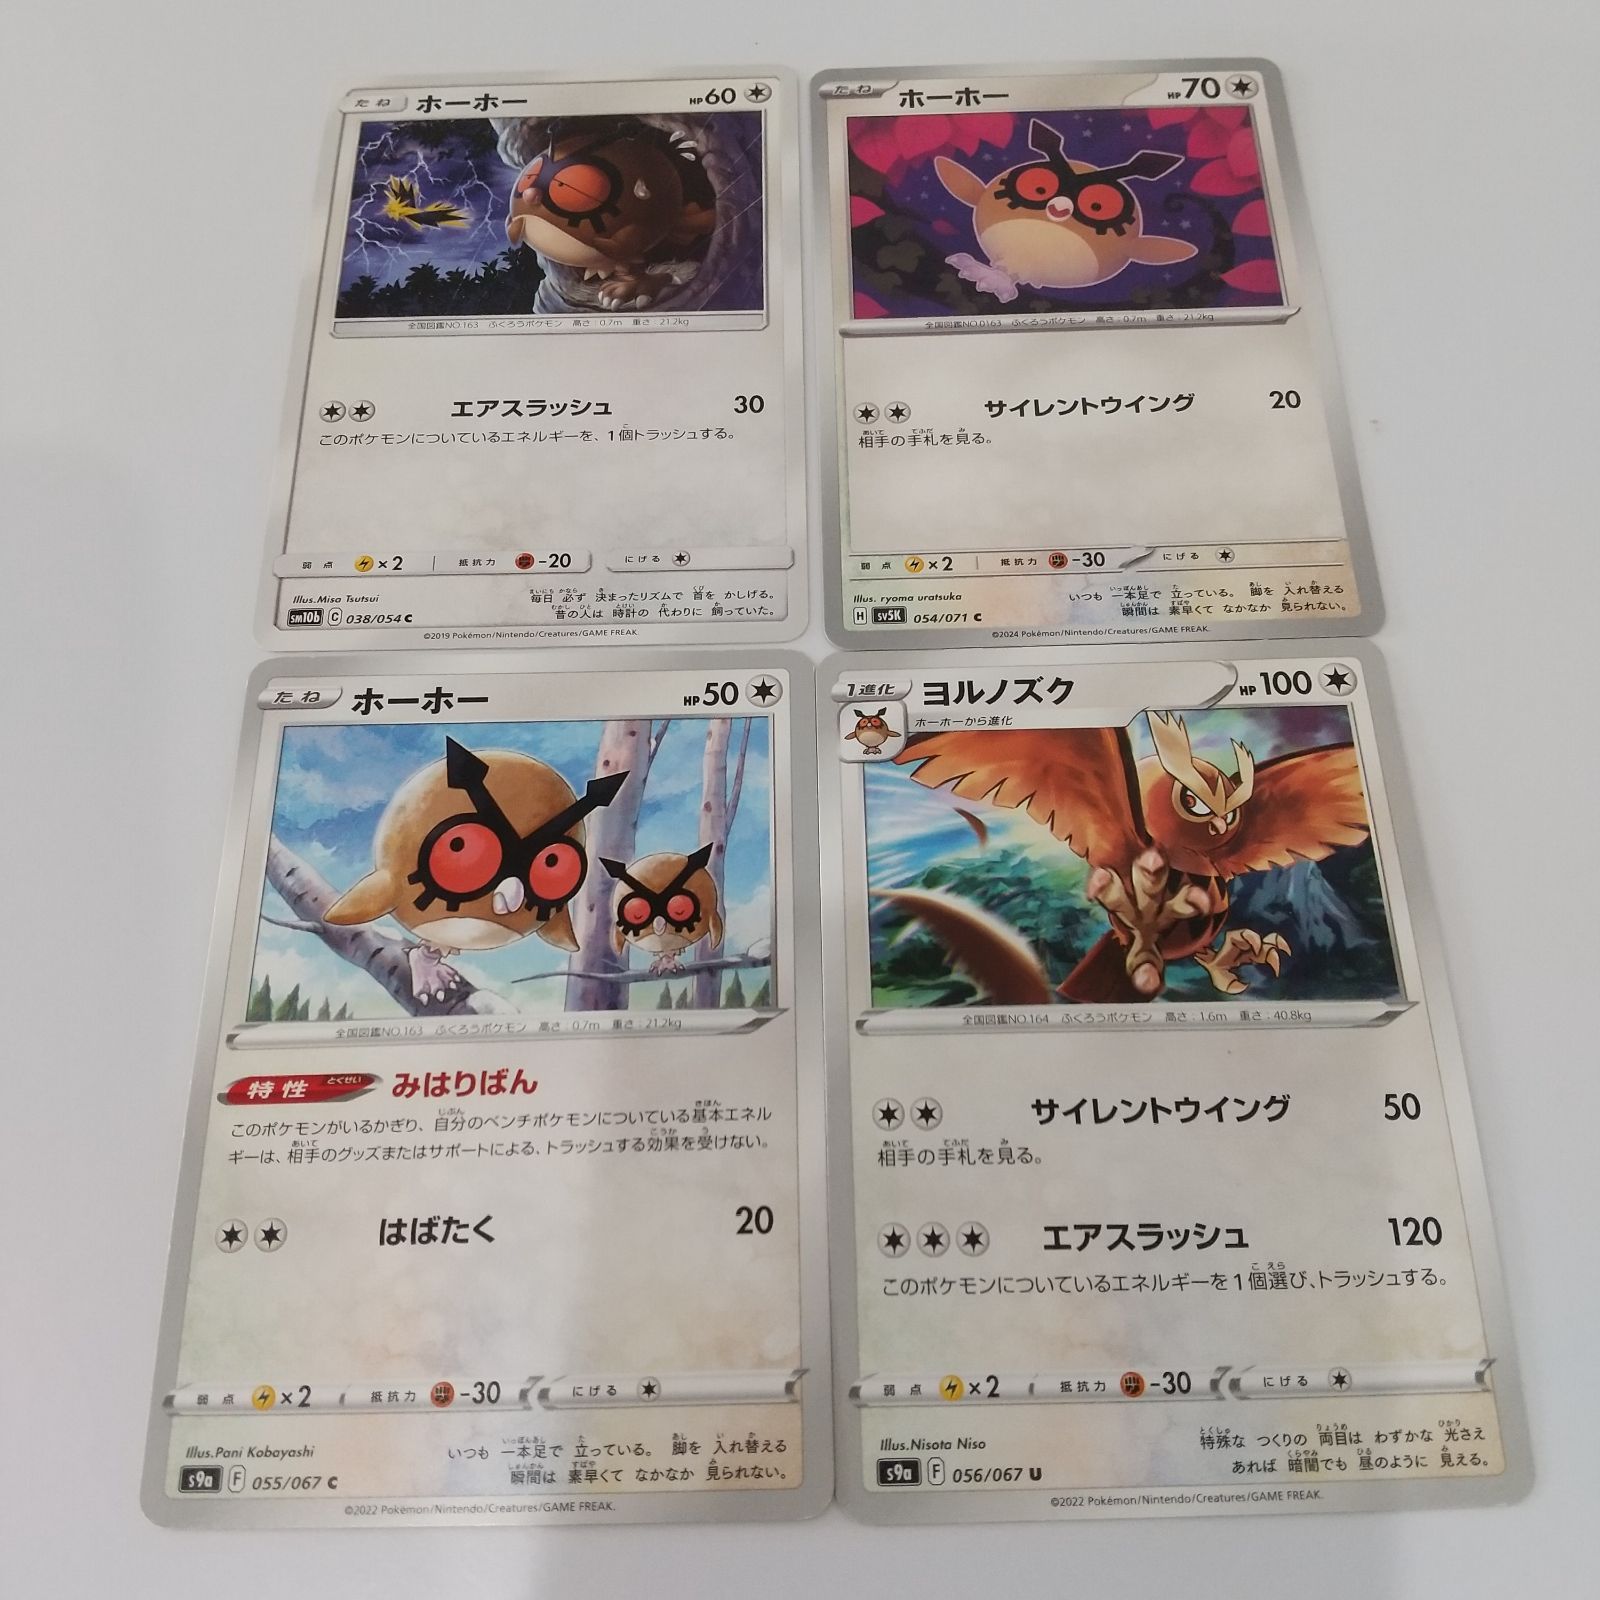 たね ホーホー HP60
全国図鑑NO.163 ふくろうポケモン 高さ:0.7m 重さ:21.2kg
エアスラッシュ 30
このポケモンについているエネルギーを、1個トラッシュする。
弱点 ×2 抵抗力 -20 にげる
Illus.Misa Tsutsui
毎日 必ず 決まったリズムで 首を かしげる。
昔の人は 時計の 代わりに 飼っていた。
sm10b C 038/054 C
©2019 Pokémon/Nintendo/Creatures/GAME FREAK.
たね ホーホー HP70
全国図鑑NO.0163 ふくろうポケモン 高さ:0.7m 重さ:21.2kg
サイレントウイング 20
相手の手札を見る。
弱点 ×2 抵抗力 -30 にげる
Illus. ryoma uratsuka
いつも 一本足で 立っている。 脚を 入れ替える
瞬間は 素早くて なかなか 見られない。
H sv5K 054/071 C
©2024 Pokémon/Nintendo/Creatures/GAME FREAK.
たね ホーホー HP50
全国図鑑NO.163 ふくろうポケモン 高さ:0.7m 重さ:21.2kg
特性 とくせい みはりばん
このポケモンがいるかぎり、自分のベンチポケモンについている基本エネル
ギーは、相手のグッズまたはサポートによる、トラッシュする効果を受けない。
はばたく 20
弱点 ×2 抵抗力 -30 にげる
Illus.Pani Kobayashi
いつも 一本足で 立っている。 脚を 入れ替える
瞬間は 素早くて なかなか 見られない。
s9a F 055/067 C
©2022 Pokémon/Nintendo/Creatures/GAME FREAK.
1進化 ヨルノズク HP100
ホーホーから進化
全国図鑑NO.164 ふくろうポケモン 高さ:1.6m 重さ:40.8kg
サイレントウイング 50
相手の手札を見る。
エアスラッシュ 120
このポケモンについているエネルギーを1個選び、トラッシュする。
弱点 ×2 抵抗力 -30 にげる
Illus.Nisota Niso
特殊な つくりの 両目は わずかな 光さえ
あれば 暗闇でも 昼のように 見える。
s9a F 056/067 U
©2022 Pokémon/Nintendo/Creatures/GAME FREAK.